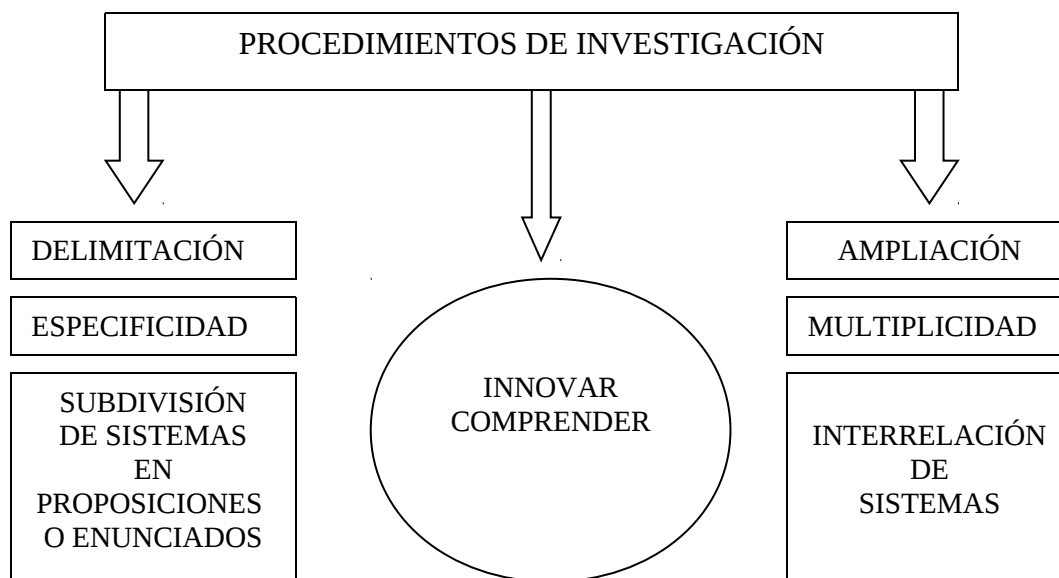 PROCEDIMIENTOS DE INVESTIGACIÓN
DELIMITACIÓN
ESPECIFICIDAD
SUBDIVISIÓN
DE SISTEMAS
EN
PROPOSICIONES
O ENUNCIADOS
INNOVAR
COMPRENDER
AMPLIACIÓN
MULTIPLICIDAD
INTERRELACIÓN
DE
SISTEMAS